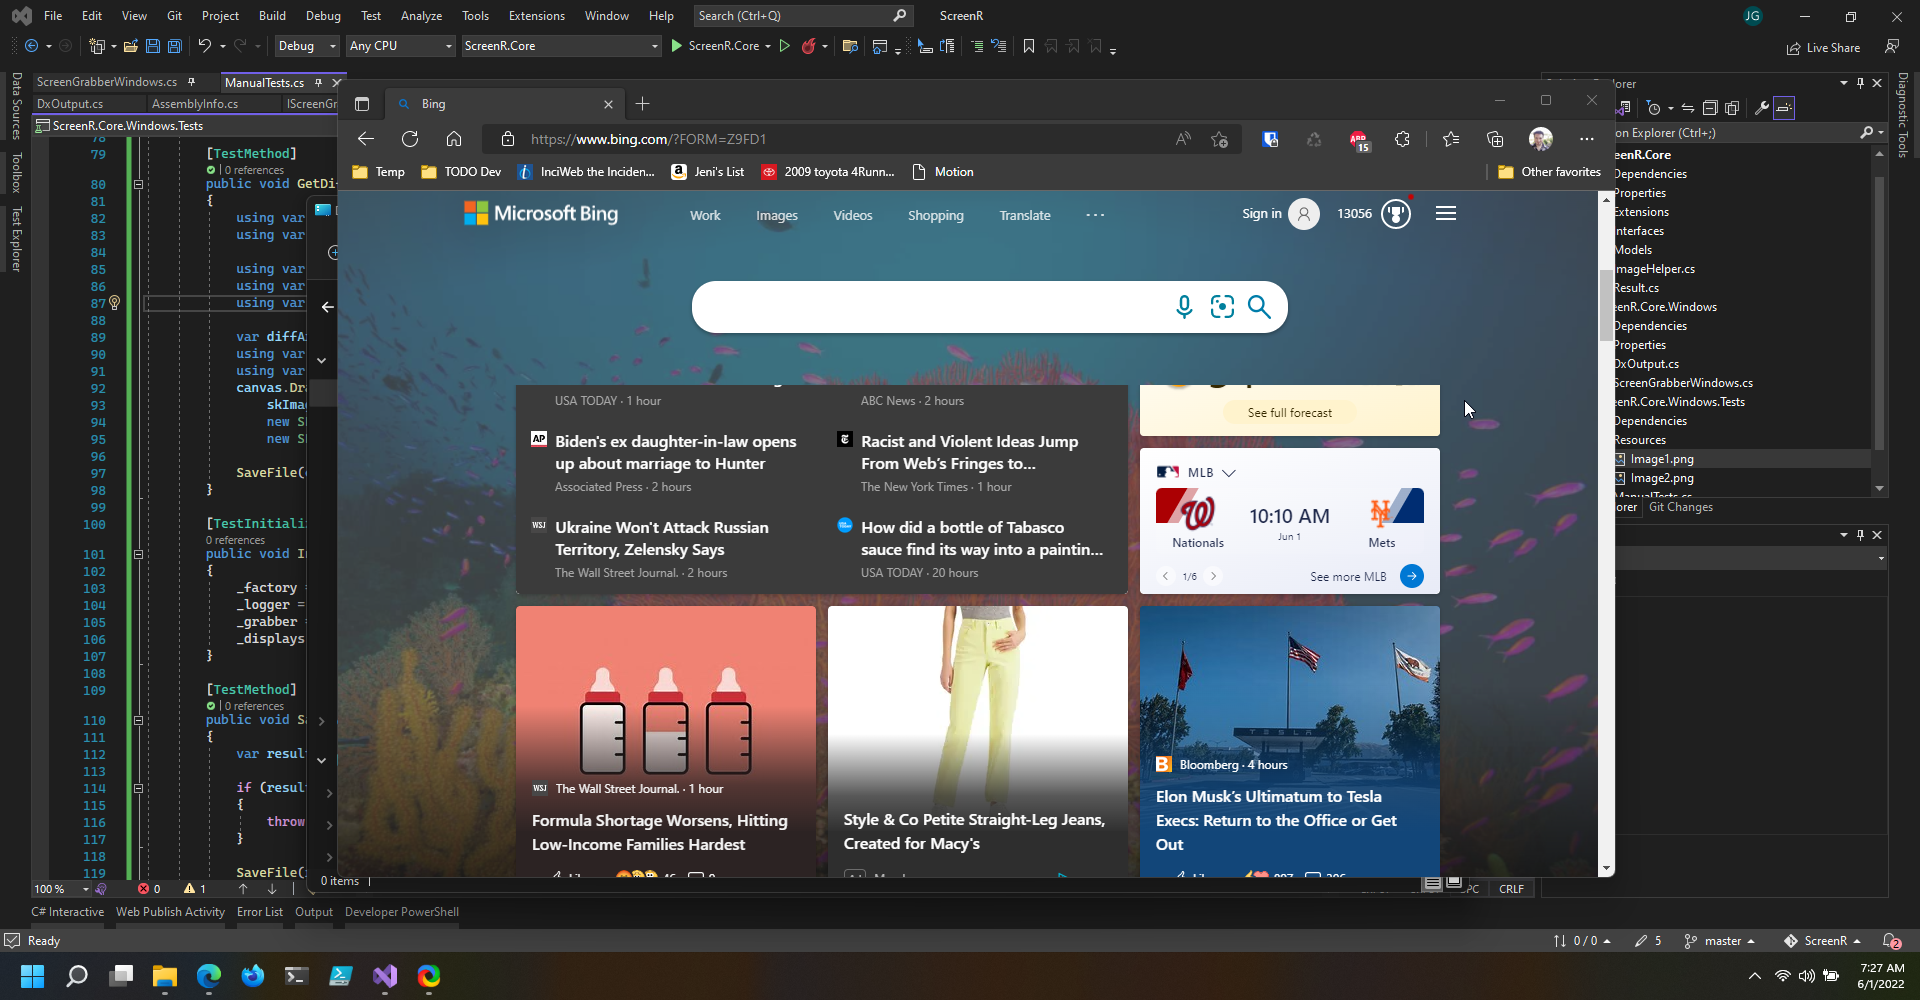 File Edit View Git Project Build Debug Test Analyze Tools Extensions Window Help Search (Ctrl+Q) ScreenR JG
Debug Any CPU ScreenR.Core ScreenR.Core Live Share
Data Sources
Toolbox
Test Explorer
ScreenGrabberWindows.cs ManualTests.cs
DxOutput.cs AssemblyInfo.cs IScreenGr
ScreenR.Core.Windows.Tests
78
79 [TestMethod]
0 references
80 public void GetDi
81 {
82 using var
83 using var
84
85 using var
86 using var
87 using var
88
89 var diffA
90 using var
91 using var
92 canvas.Dr
93 skIma
94 new S
95 new S
96
97 SaveFile(
98 }
99
100 [TestInitiali
0 references
101 public void I
102 {
103 _factory =
104 _logger =
105 _grabber =
106 _displays
107 }
108
109 [TestMethod]
0 references
110 public void S
111 {
112 var resul
113
114 if (resul
115 {
116 throw
117 }
118
119 SaveFile(
100 % 0 1
0 items
CRLF
C# Interactive Web Publish Activity Error List Output Developer PowerShell
Ready 0 / 0 5 master ScreenR 2
Bing
https://www.bing.com/?FORM=Z9FD1
ABP 15
Temp TODO Dev InciWeb the Inciden... Jeni's List 2009 toyota 4Runn... Motion Other favorites
Microsoft Bing Work Images Videos Shopping Translate ... Sign in 13056
USA TODAY · 1 hour
ABC News · 2 hours
AP Biden's ex daughter-in-law opens
up about marriage to Hunter
Associated Press · 2 hours
Racist and Violent Ideas Jump
From Web's Fringes to...
The New York Times · 1 hour
WSJ Ukraine Won't Attack Russian
Territory, Zelensky Says
The Wall Street Journal. · 2 hours
How did a bottle of Tabasco
sauce find its way into a paintin...
USA TODAY · 20 hours
See full forecast
MLB
10:10 AM
Jun 1
Nationals Mets
1/6 See more MLB
WSJ The Wall Street Journal. · 1 hour
Formula Shortage Worsens, Hitting
Low-Income Families Hardest
Style & Co Petite Straight-Leg Jeans,
Created for Macy's
TESLA
Bloomberg · 4 hours
Elon Musk's Ultimatum to Tesla
Execs: Return to the Office or Get
Out
orer
on Explorer (Ctrl+;)
eenR.Core
Dependencies
Properties
Extensions
nterfaces
Models
mageHelper.cs
Result.cs
enR.Core.Windows
Dependencies
Properties
DxOutput.cs
ScreenGrabberWindows.cs
enR.Core.Windows.Tests
Dependencies
Resources
Image1.png
Image2.png
ManualTests.cs
orer Git Changes
Diagnostic Tools
7:27 AM
6/1/2022